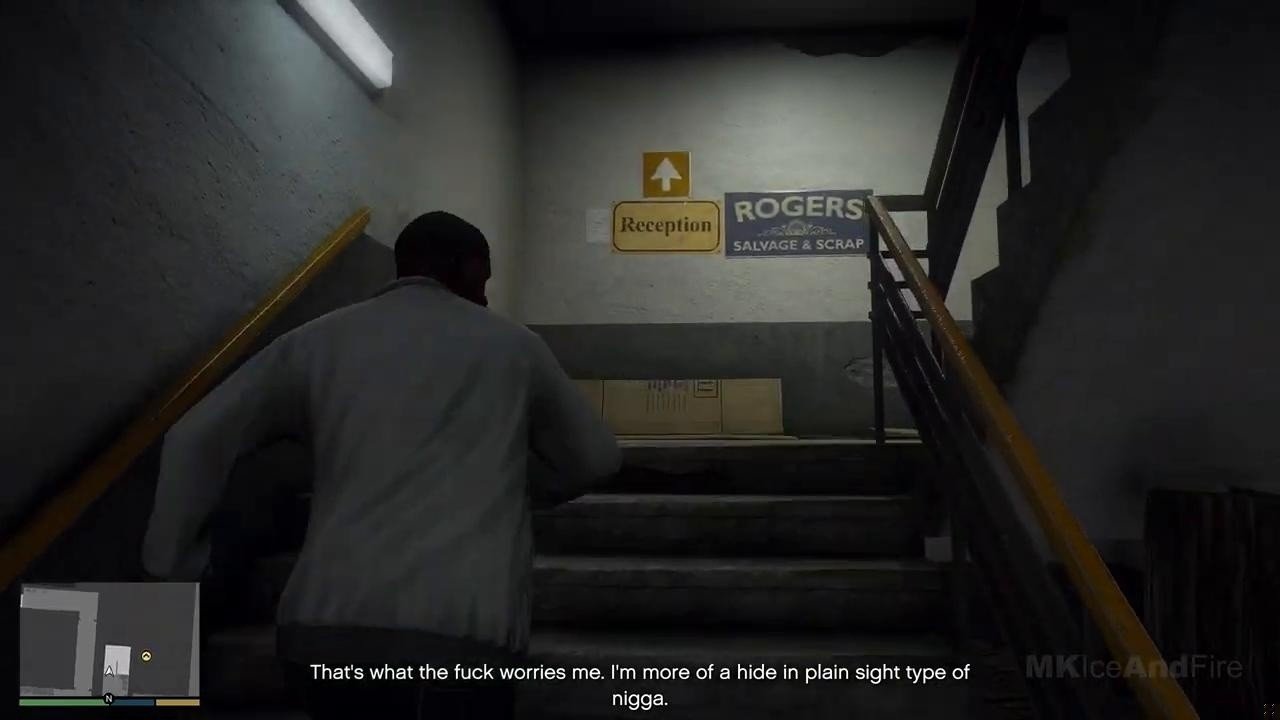 Reception
ROGERS
SALVAGE & SCRAP
N
That's what the fuck worries me. I'm more of a hide in plain sight type of
nigga.
MKIceAndFire